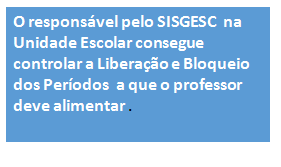 O responsável pelo SISGESC na
Unidade Escolar consegue
controlar a Liberação e Bloqueio
dos Períodos a que o professor
deve alimentar .